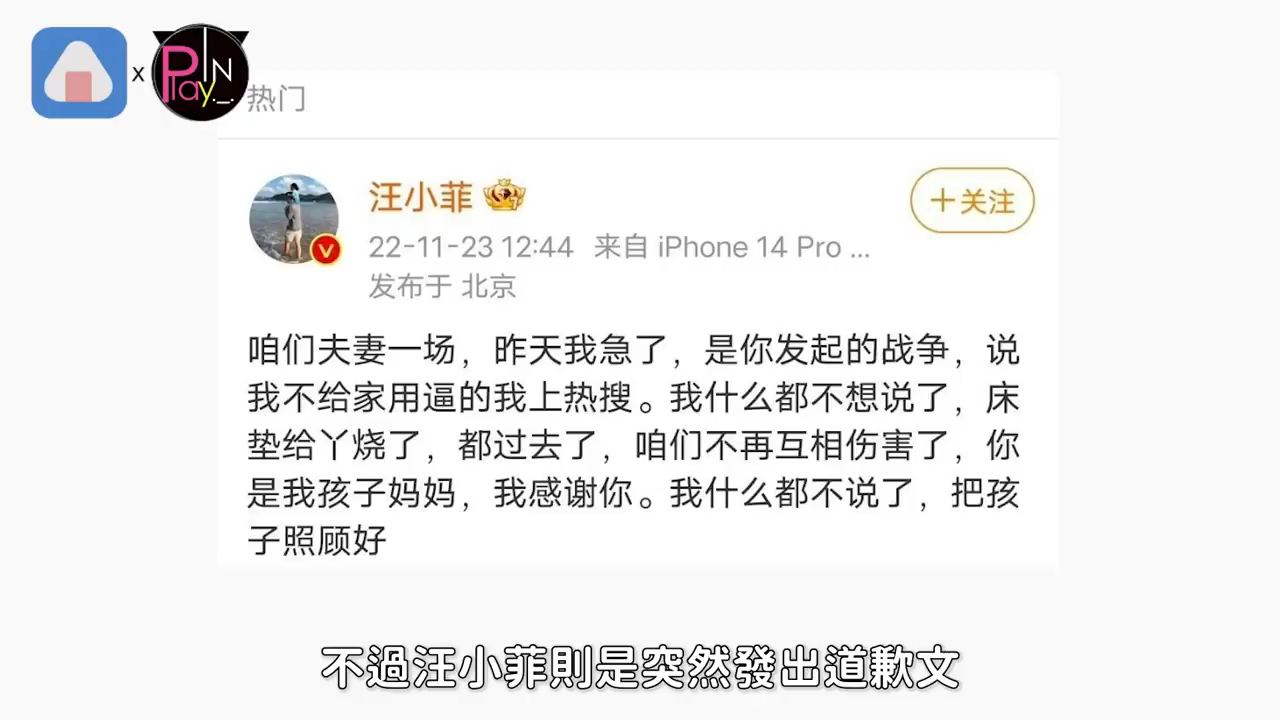 x
PlayIN._.
热门
汪小菲
+关注
22-11-23 12:44 来自 iPhone 14 Pro ...
发布于 北京
咱们夫妻一场，昨天我急了，是你发起的战争，说
我不给家用逼的我上热搜。我什么都不想说了，床
垫给丫烧了，都过去了，咱们不再互相伤害了，你
是我孩子妈妈，我感谢你。我什么都不说了，把孩
子照顾好
不過汪小菲則是突然發出道歉文